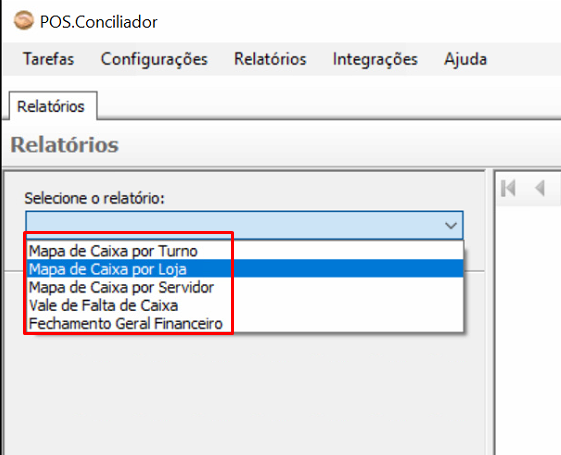 POS.Conciliador
Tarefas Configurações Relatórios Integrações Ajuda
Relatórios
Relatórios
Selecione o relatório:
Mapa de Caixa por Turno
Mapa de Caixa por Loja
Mapa de Caixa por Servidor
Vale de Falta de Caixa
Fechamento Geral Financeiro